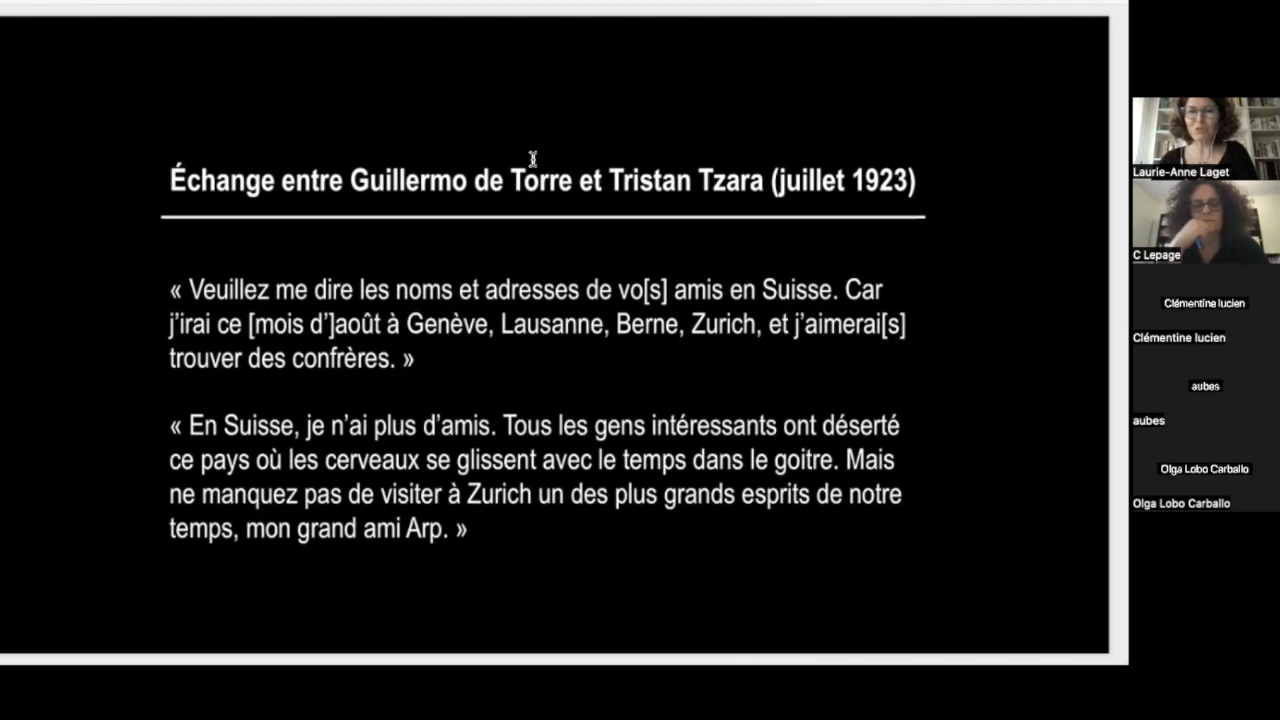 Échange entre Guillermo de Torre et Tristan Tzara (juillet 1923)
« Veuillez me dire les noms et adresses de vo[s] amis en Suisse. Car
j’irai ce [mois d’]août à Genève, Lausanne, Berne, Zurich, et j’aimerai[s]
trouver des confrères. »
« En Suisse, je n’ai plus d’amis. Tous les gens intéressants ont déserté
ce pays où les cerveaux se glissent avec le temps dans le goitre. Mais
ne manquez pas de visiter à Zurich un des plus grands esprits de notre
temps, mon grand ami Arp. »
Laurie-Anne Laget
C Lepage
Clémentine lucien
Clémentine lucien
aubes
aubes
Olga Lobo Carballo
Olga Lobo Carballo